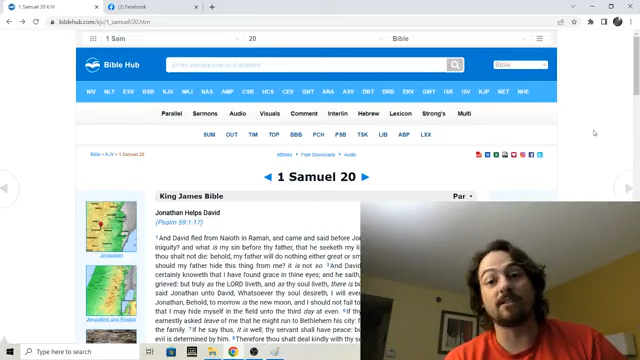 1 Samuel 20 KJV
(2) Facebook
biblehub.com/kjv/1_samuel/20.htm
1 Sam
20
Bible
Bible Hub
Bible
NIV NLT ESV BSB KJV NKJ NAS AMP CSB HCS CEV GNT ARA ASV DBT DRB ERV GWT ISR ISV KJP NET NHE
Parallel Sermons Audio Visuals Comment Interlin Hebrew Lexicon Strong's Multi
SUM OUT TIM TOP BBB PCH PSB TSK LIB ABP LXX
Bible > KJV > 1 Samuel 20
eBibles • Free Downloads • Audio
◄ 1 Samuel 20 ►
King James Bible
Par
Jonathan Helps David
(Psalm 59:1-17)
1And David fled from Naioth in Ramah, and came and said before Jon
iniquity? and what is my sin before thy father, that he seeketh my li
thou shalt not die: behold, my father will do nothing either great or sm
should my father hide this thing from me? it is not so. 3And David
certainly knoweth that I have found grace in thine eyes; and he saith,
grieved: but truly as the LORD liveth, and as thy soul liveth, there is bu
said Jonathan unto David, Whatsoever thy soul desireth, I will even
Jonathan, Behold, to morrow is the new moon, and I should not fail to
that I may hide myself in the field unto the third day at even. 6If th
earnestly asked leave of me that he might run to Bethlehem his city:
the family. 7If he say thus, It is well; thy servant shall have peace: bu
evil is determined by him. 8Therefore thou shalt deal kindly with thy se
Jerusalem
Jerusalem and Region
Type here to search